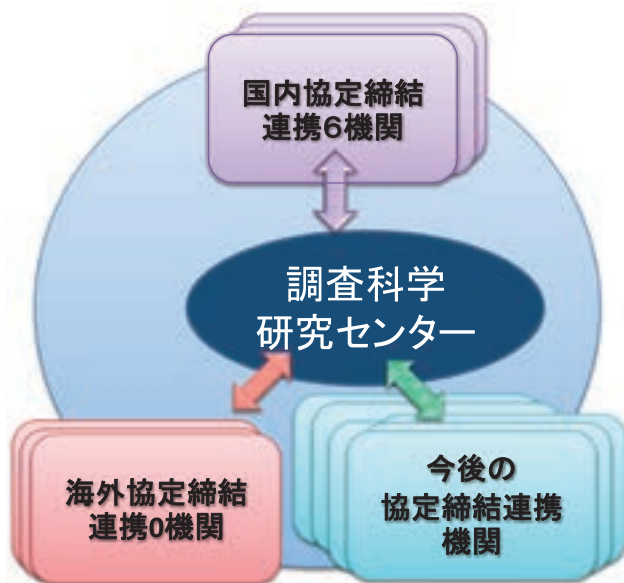 国内協定締結
連携6機関
調査科学
研究センター
海外協定締結
連携0機関
今後の
協定締結連携
機関